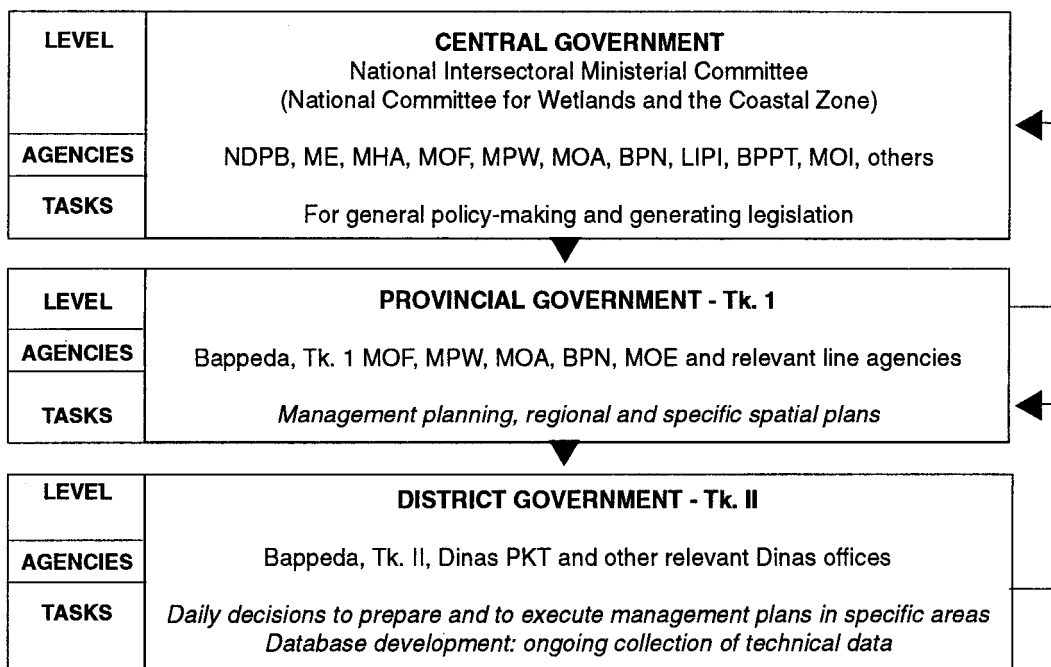 LEVEL
CENTRAL GOVERNMENT
National Intersectoral Ministerial Committee
(National Committee for Wetlands and the Coastal Zone)
AGENCIES
NDPB, ME, MHA, MOF, MPW, MOA, BPN, LIPI, BPPT, MOI, others
TASKS
For general policy-making and generating legislation
LEVEL
PROVINCIAL GOVERNMENT - Tk. 1
AGENCIES
Bappeda, Tk. 1 MOF, MPW, MOA, BPN, MOE and relevant line agencies
TASKS
Management planning, regional and specific spatial plans
LEVEL
DISTRICT GOVERNMENT - Tk. II
AGENCIES
Bappeda, Tk. II, Dinas PKT and other relevant Dinas offices
TASKS
Daily decisions to prepare and to execute management plans in specific areas
Database development: ongoing collection of technical data